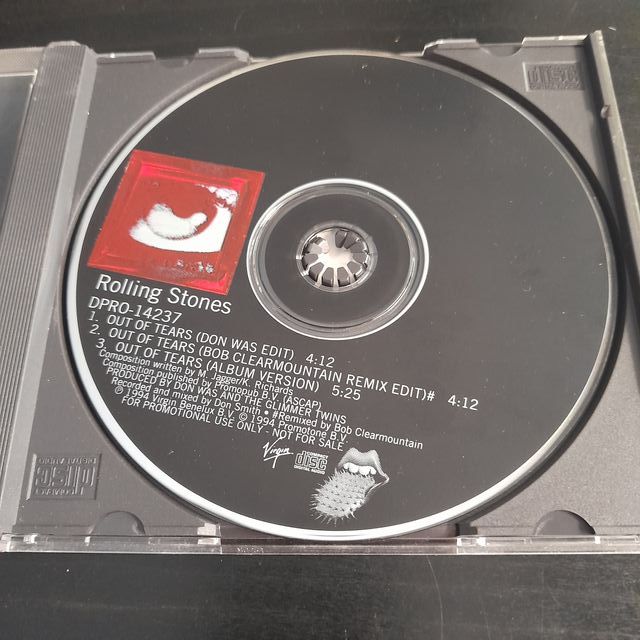 Rolling Stones
DPRO-14237
1. OUT OF TEARS (DON WAS EDIT) 4:12
2. OUT OF TEARS (BOB CLEARMOUNTAIN REMIX EDIT)# 4:12
3. OUT OF TEARS (ALBUM VERSION) 5:25
Composition written by M. Jagger/K. Richards
Composition published by Promopub B.V. (ASCAP)
PRODUCED BY DON WAS AND THE GLIMMER TWINS
Recorded and mixed by Don Smith • #Remixed by Bob Clearmountain
℗ 1994 Virgin Benelux B.V. © 1994 Promotone B.V.
FOR PROMOTIONAL USE ONLY - NOT FOR SALE
Virgin
COMPACT
disc
DIGITAL AUDIO